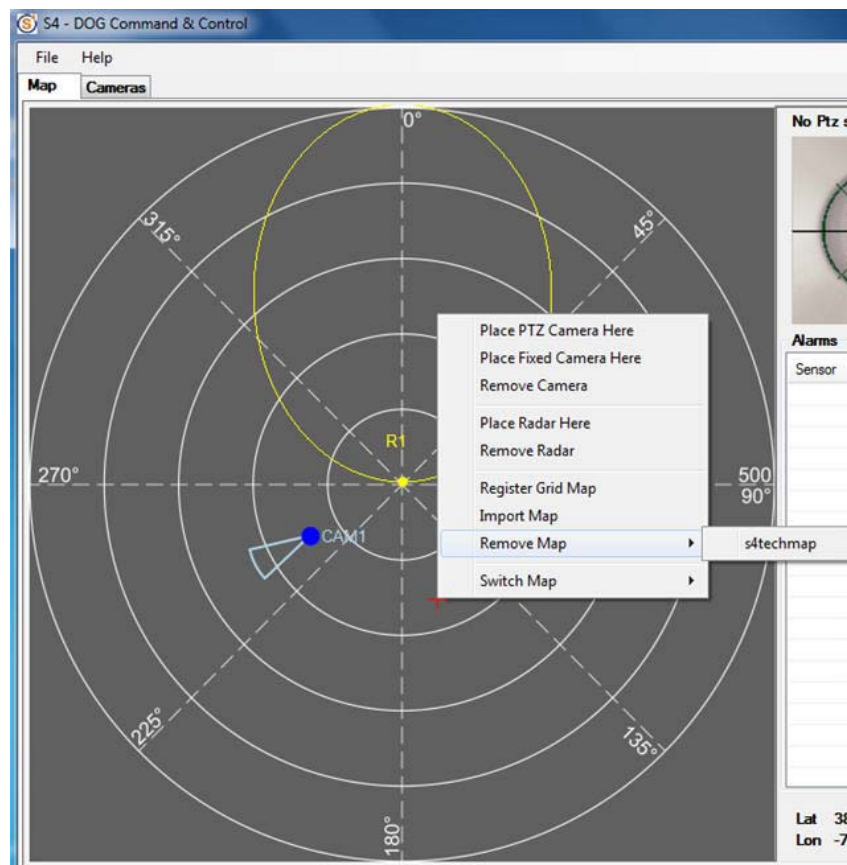 S4 - DOG Command & Control
File Help
Map Cameras
No Ptz s
0°
315°
45°
Place PTZ Camera Here
Place Fixed Camera Here
Remove Camera
Alarms
Sensor
Place Radar Here
R1
Remove Radar
270°
500
90°
Register Grid Map
Import Map
CAM1
Remove Map
s4techmap
Switch Map
225°
135°
180°
Lat 38
Lon -7